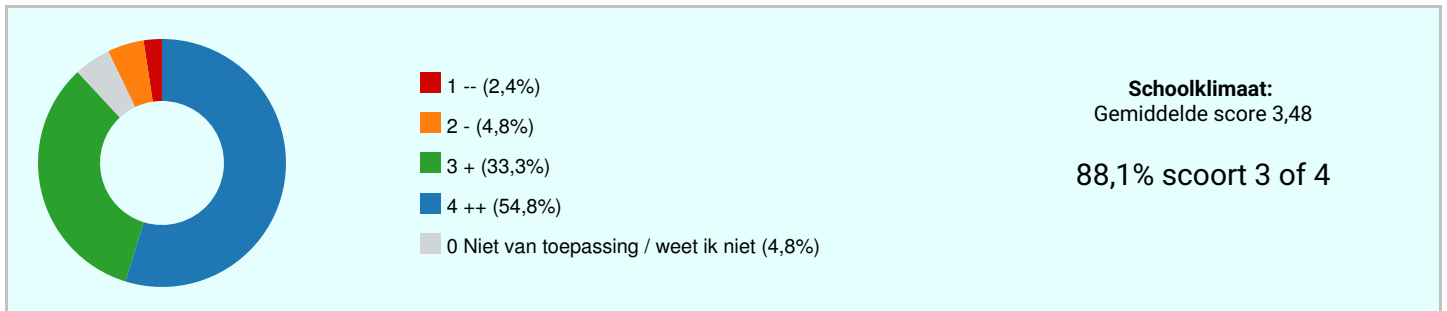 1 -- (2,4%)
2 - (4,8%)
3 + (33,3%)
4 ++ (54,8%)
0 Niet van toepassing / weet ik niet (4,8%)
Schoolklimaat:
Gemiddelde score 3,48
88,1% scoort 3 of 4